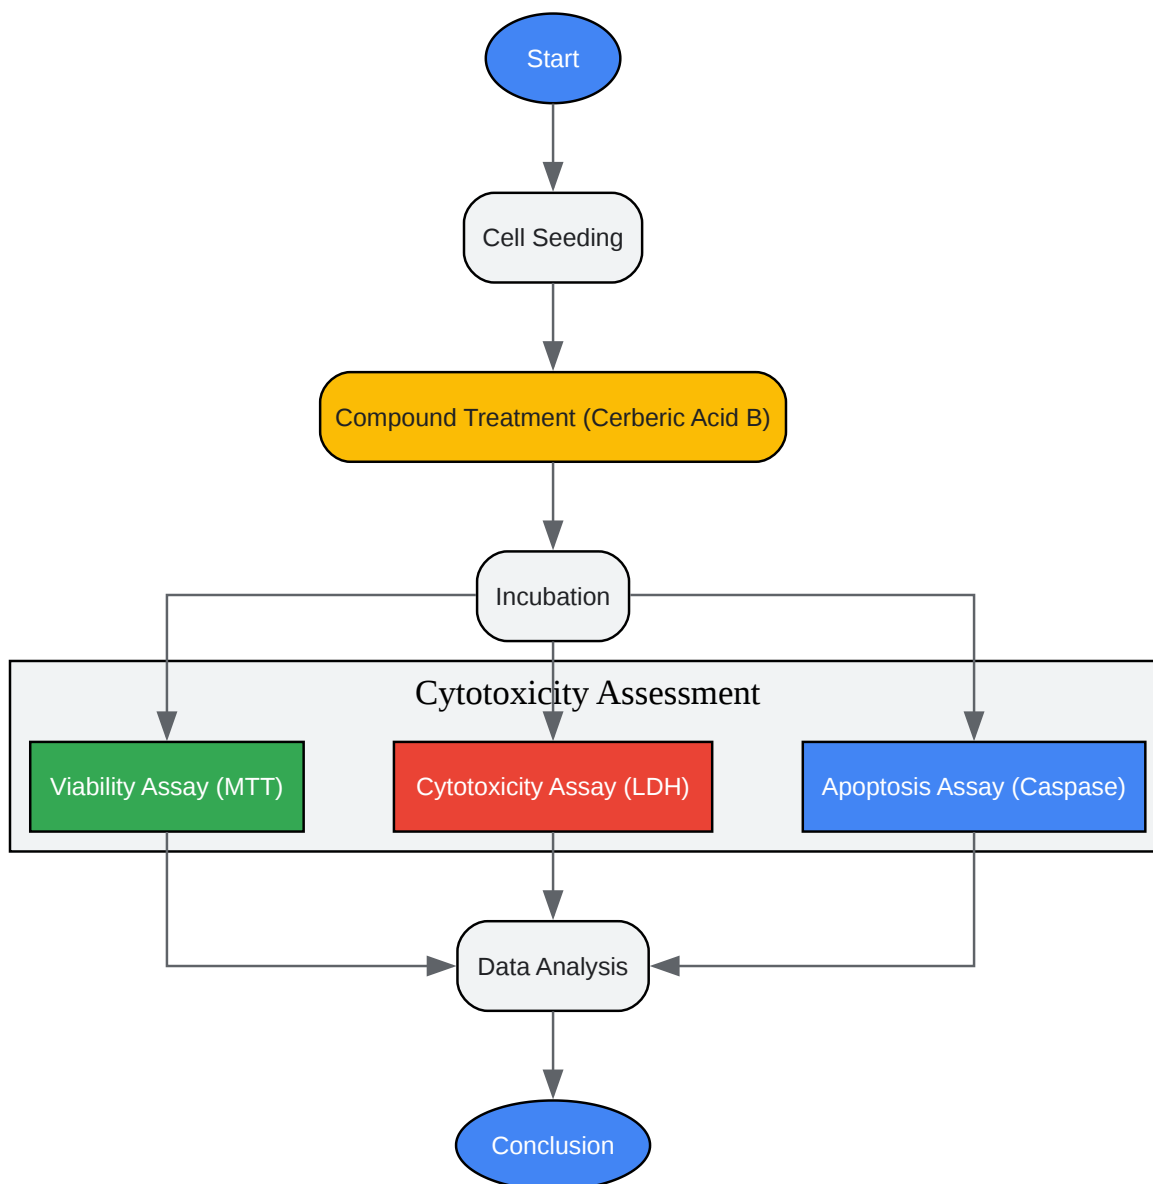 Start
Cell Seeding
Compound Treatment (Cerberic Acid B)
Incubation
Cytotoxicity Assessment
Viability Assay (MTT)
Cytotoxicity Assay (LDH)
Apoptosis Assay (Caspase)
Data Analysis
Conclusion